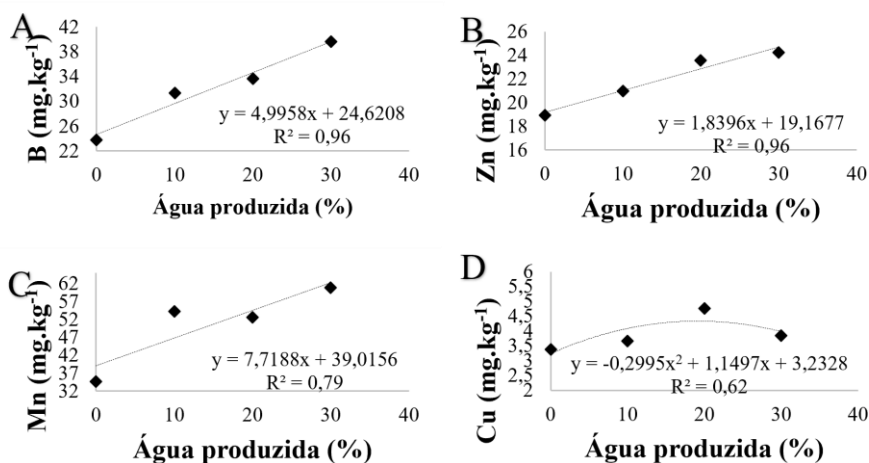 A
B (mg.kg⁻¹)
42
38
34
30
26
22
y = 4,9958x + 24,6208
R² = 0,96
0 10 20 30 40
Água produzida (%)
B
Zn (mg.kg⁻¹)
26
24
22
20
18
16
y = 1,8396x + 19,1677
R² = 0,96
0 10 20 30 40
Água produzida (%)
C
Mn (mg.kg⁻¹)
62
57
52
47
42
37
32
y = 7,7188x + 39,0156
R² = 0,79
0 10 20 30 40
Água produzida (%)
D
Cu (mg.kg⁻¹)
6
5,5
5
4,5
4
3,5
3
2,5
2
y = -0,2995x² + 1,1497x + 3,2328
R² = 0,62
0 10 20 30 40
Água produzida (%)